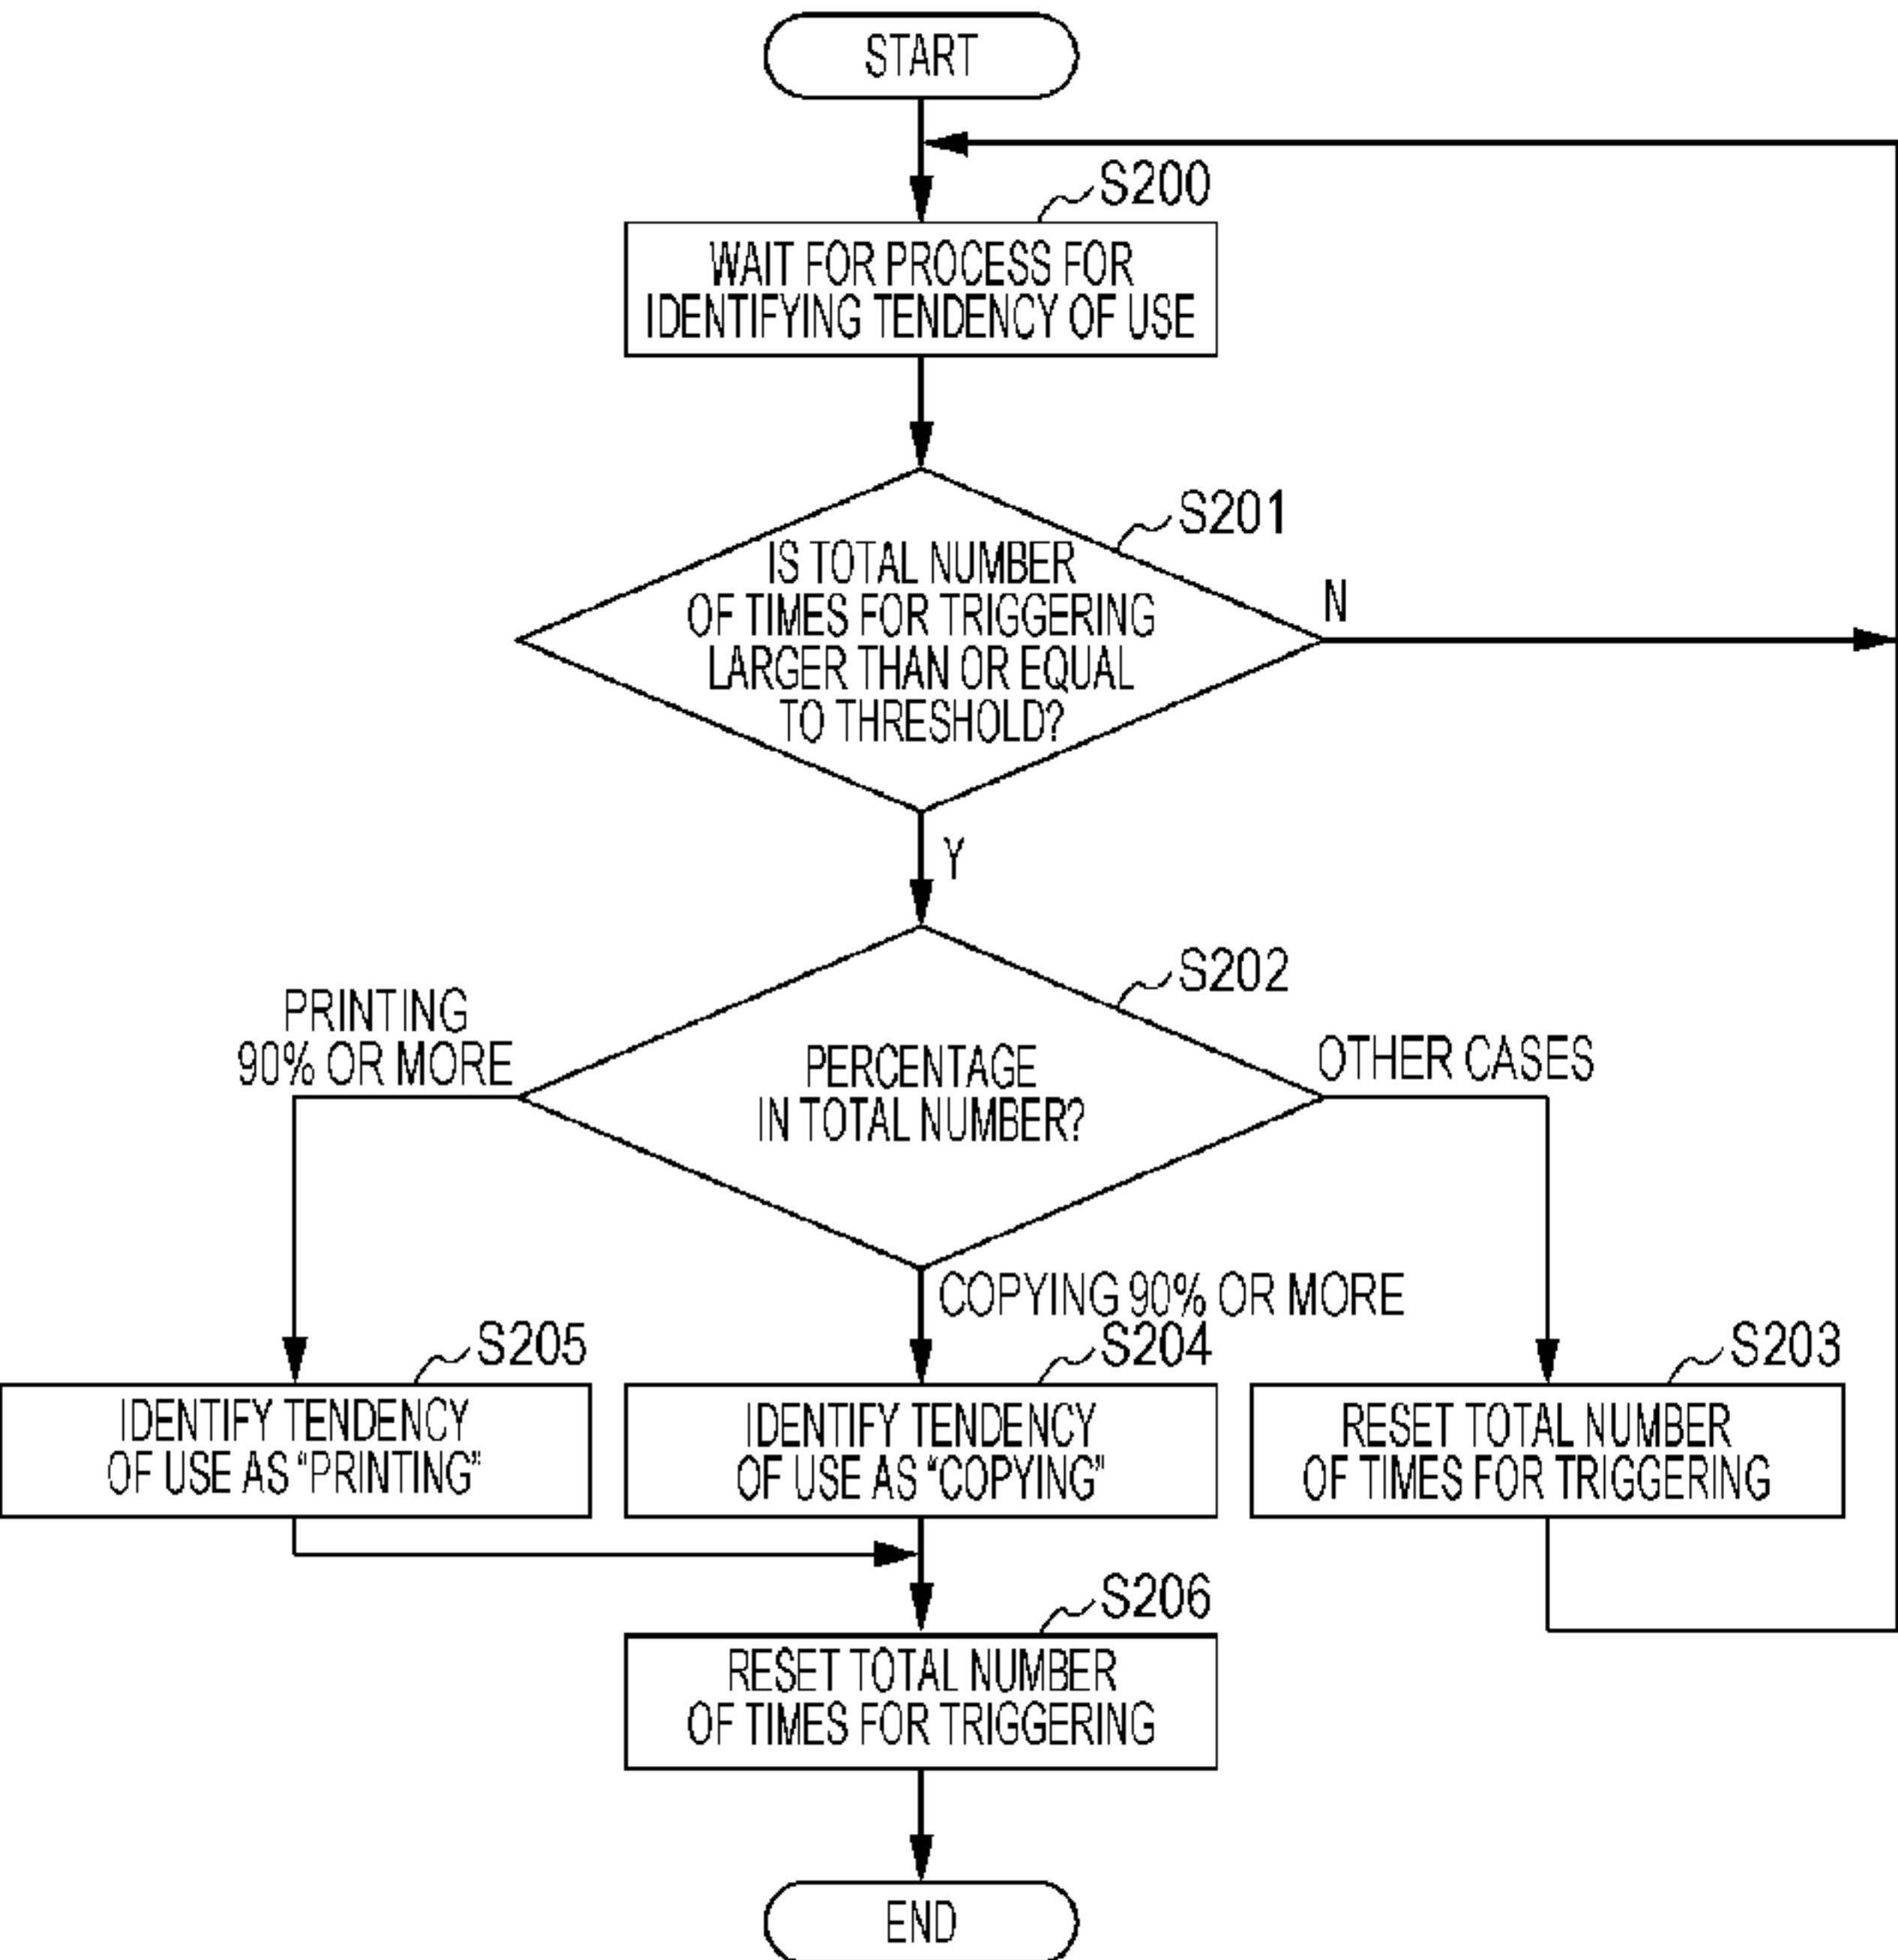 START
S200
WAIT FOR PROCESS FOR
IDENTIFYING TENDENCY OF USE
S201
IS TOTAL NUMBER
OF TIMES FOR TRIGGERING
LARGER THAN OR EQUAL
TO THRESHOLD?
N
Y
S202
PRINTING
90% OR MORE
PERCENTAGE
IN TOTAL NUMBER?
OTHER CASES
COPYING 90% OR MORE
S205
IDENTIFY TENDENCY
OF USE AS “PRINTING”
S204
IDENTIFY TENDENCY
OF USE AS “COPYING”
S203
RESET TOTAL NUMBER
OF TIMES FOR TRIGGERING
S206
RESET TOTAL NUMBER
OF TIMES FOR TRIGGERING
END